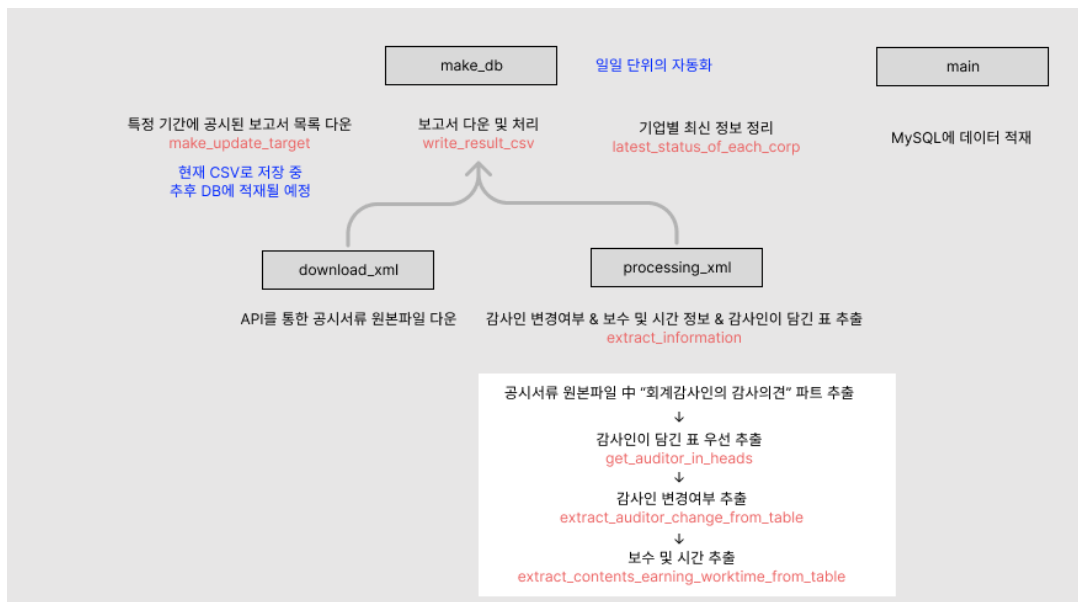 make_db
일일 단위의 자동화
main
특정 기간에 공시된 보고서 목록 다운
make_update_target
현재 CSV로 저장 중
추후 DB에 적재될 예정
보고서 다운 및 처리
write_result_csv
기업별 최신 정보 정리
latest_status_of_each_corp
MySQL에 데이터 적재
download_xml
API를 통한 공시서류 원본파일 다운
processing_xml
감사인 변경여부 & 보수 및 시간 정보 & 감사인이 담긴 표 추출
extract_information
공시서류 원본파일 中 “회계감사인의 감사의견” 파트 추출
↓
감사인이 담긴 표 우선 추출
get_auditor_in_heads
↓
감사인 변경여부 추출
extract_auditor_change_from_table
↓
보수 및 시간 추출
extract_contents_earning_worktime_from_table